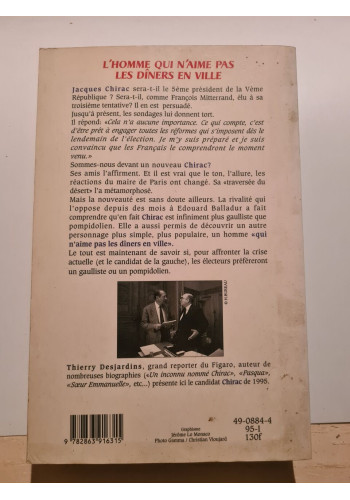 L'HOMME QUI N'AIME PAS
LES DÎNERS EN VILLE
Jacques Chirac sera-t-il le 5ème président de la Vème
République ? Sera-t-il, comme François Mitterrand, élu à sa
troisième tentative? Il en est persuadé.
Jusqu'à présent, les sondages lui donnent tort.
Il répond: «Cela n'a aucune importance. Ce qui compte, c'est
d'être prêt à engager toutes les réformes qui s'imposent dès le
lendemain de l'élection. Je m'y suis préparé et je suis
convaincu que les Français le comprendront le moment
venu.»
Sommes-nous devant un nouveau Chirac?
Ses amis l'affirment. Et il est vrai que le ton, l'allure, les
réactions du maire de Paris ont changé. Sa «traversée du
désert» l'a métamorphosé.
Mais la nouveauté est sans doute ailleurs. La rivalité qui
l'oppose depuis des mois à Edouard Balladur a fait
comprendre qu'en fait Chirac est infiniment plus gaulliste que
pompidolien. Elle a aussi permis de découvrir un autre
personnage plus simple, plus populaire, un homme «qui
n'aime pas les dîners en ville».
Le tout est maintenant de savoir si, pour affronter la crise
actuelle (et le candidat de la gauche), les électeurs préféreront
un gaulliste ou un pompidolien.
Thierry Desjardins, grand reporter du Figaro, auteur de
nombreuses biographies («Un inconnu nommé Chirac», «Pasqua»,
«Sœur Emmanuelle», etc,..) présente ici le candidat Chirac de 1995.
9 782863 916315
Graphisme
Jérôme Le Menace
Photo Gamma / Christian Vioujard
49-0884-4
95-1
130f